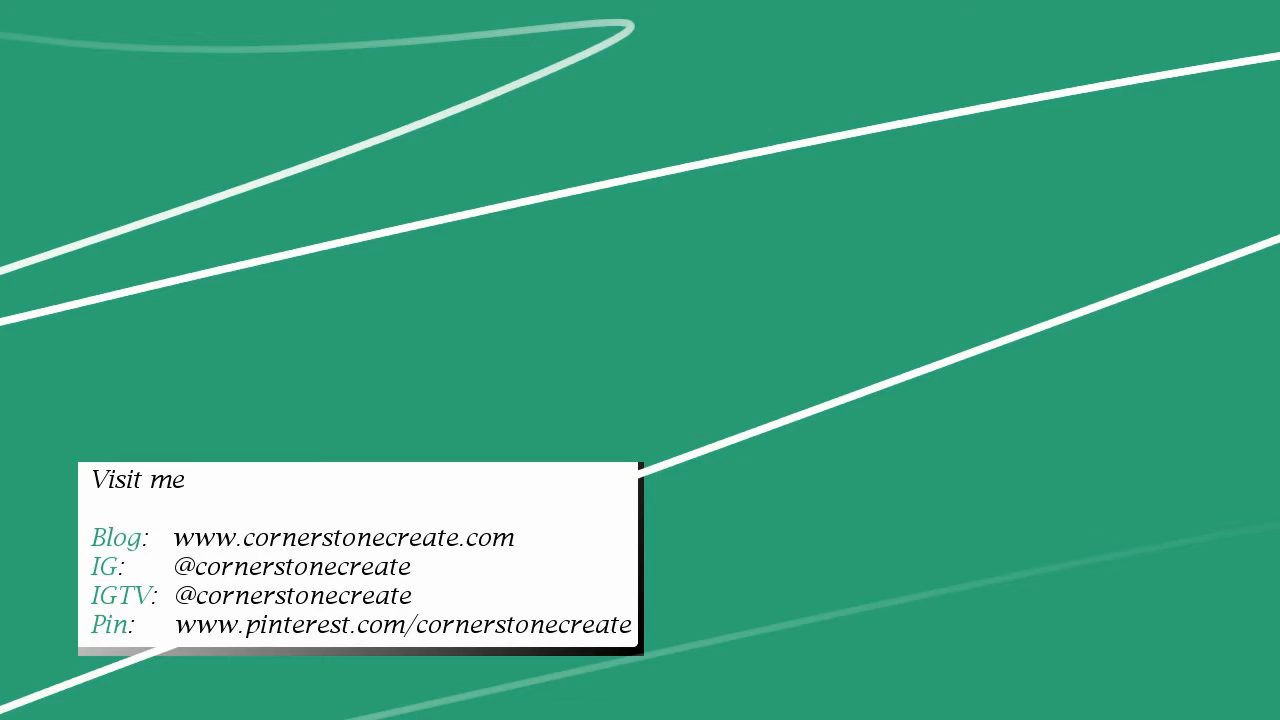 Visit me
Blog: www.cornerstonecreate.com
IG: @cornerstonecreate
IGTV: @cornerstonecreate
Pin: www.pinterest.com/cornerstonecreate